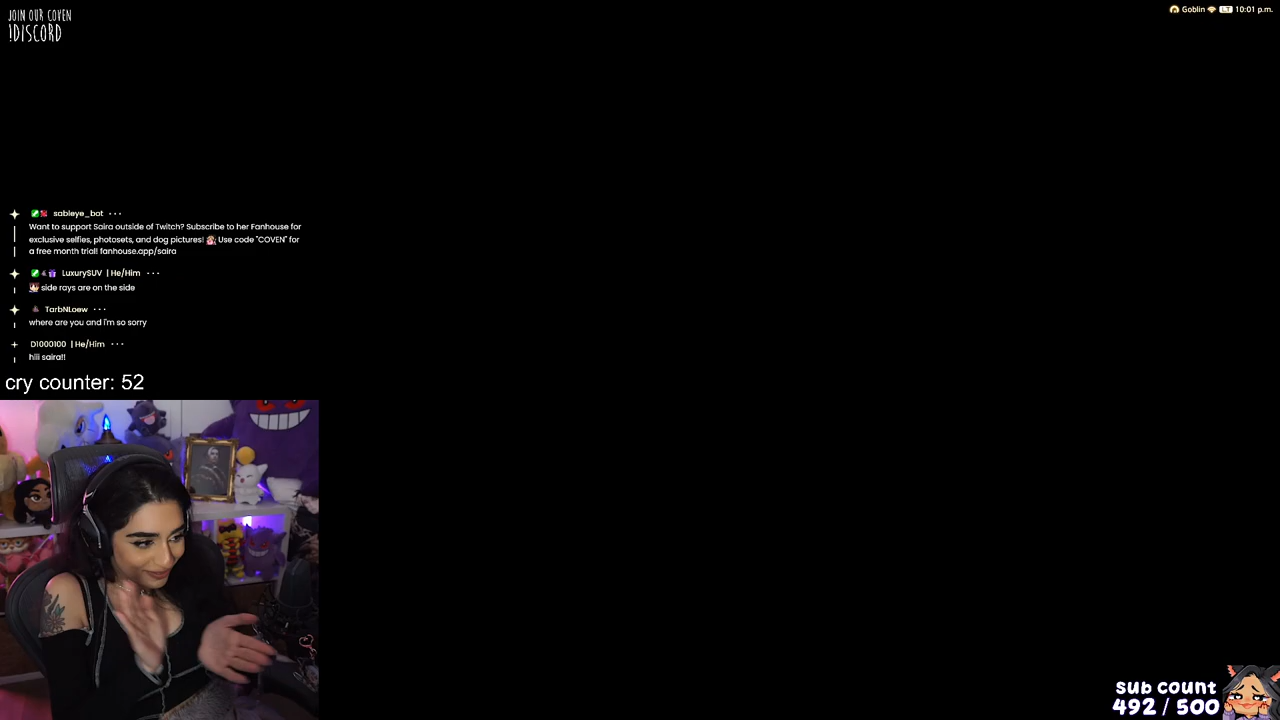 JOIN OUR COVEN
!DISCORD
Goblin LT 10:01 p.m.
sableye_bot
Want to support Saira outside of Twitch? Subscribe to her Fanhouse for
exclusive selfies, photosets, and dog pictures! Use code "COVEN" for
a free month trial! fanhouse.app/saira
LuxurySUV | He/Him
side rays are on the side
TarbNLoew
where are you and i'm so sorry
D1000100 | He/Him
hiii saira!!
cry counter: 52
sub count
492 / 500